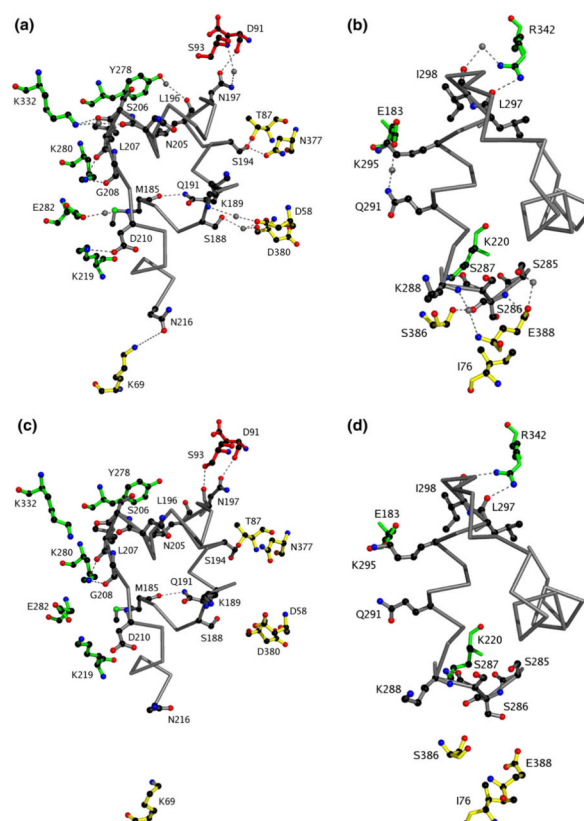 (a)
D91
S93
Y278
K332
S206
L196
N197
T87
N377
K280
L207
N205
S194
G208
M185
Q191
K189
E282
D58
D210
S188
D380
K219
N216
K69
(b)
R342
I298
L297
E183
K295
Q291
K220
S287
S285
K288
S286
S386
E388
I76
(c)
D91
S93
Y278
K332
S206
L196
N197
T87
N377
K280
L207
N205
S194
G208
M185
Q191
K189
E282
D58
D210
S188
D380
K219
N216
K69
(d)
R342
I298
L297
E183
K295
Q291
K220
S287
S285
K288
S286
S386
E388
I76